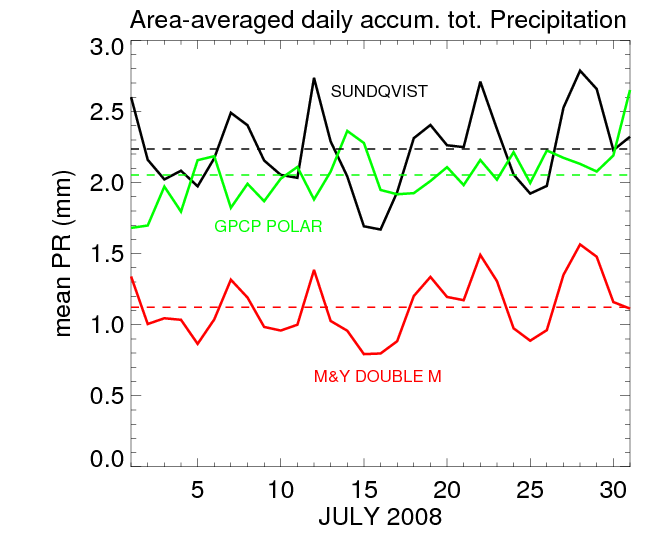 Area-averaged daily accum. tot. Precipitation
3.0
SUNDQVIST
2.5
2.0
GPCP POLAR
mean PR (mm)
1.5
1.0
M&Y DOUBLE M
0.5
0.0
5 10 15 20 25 30
JULY 2008